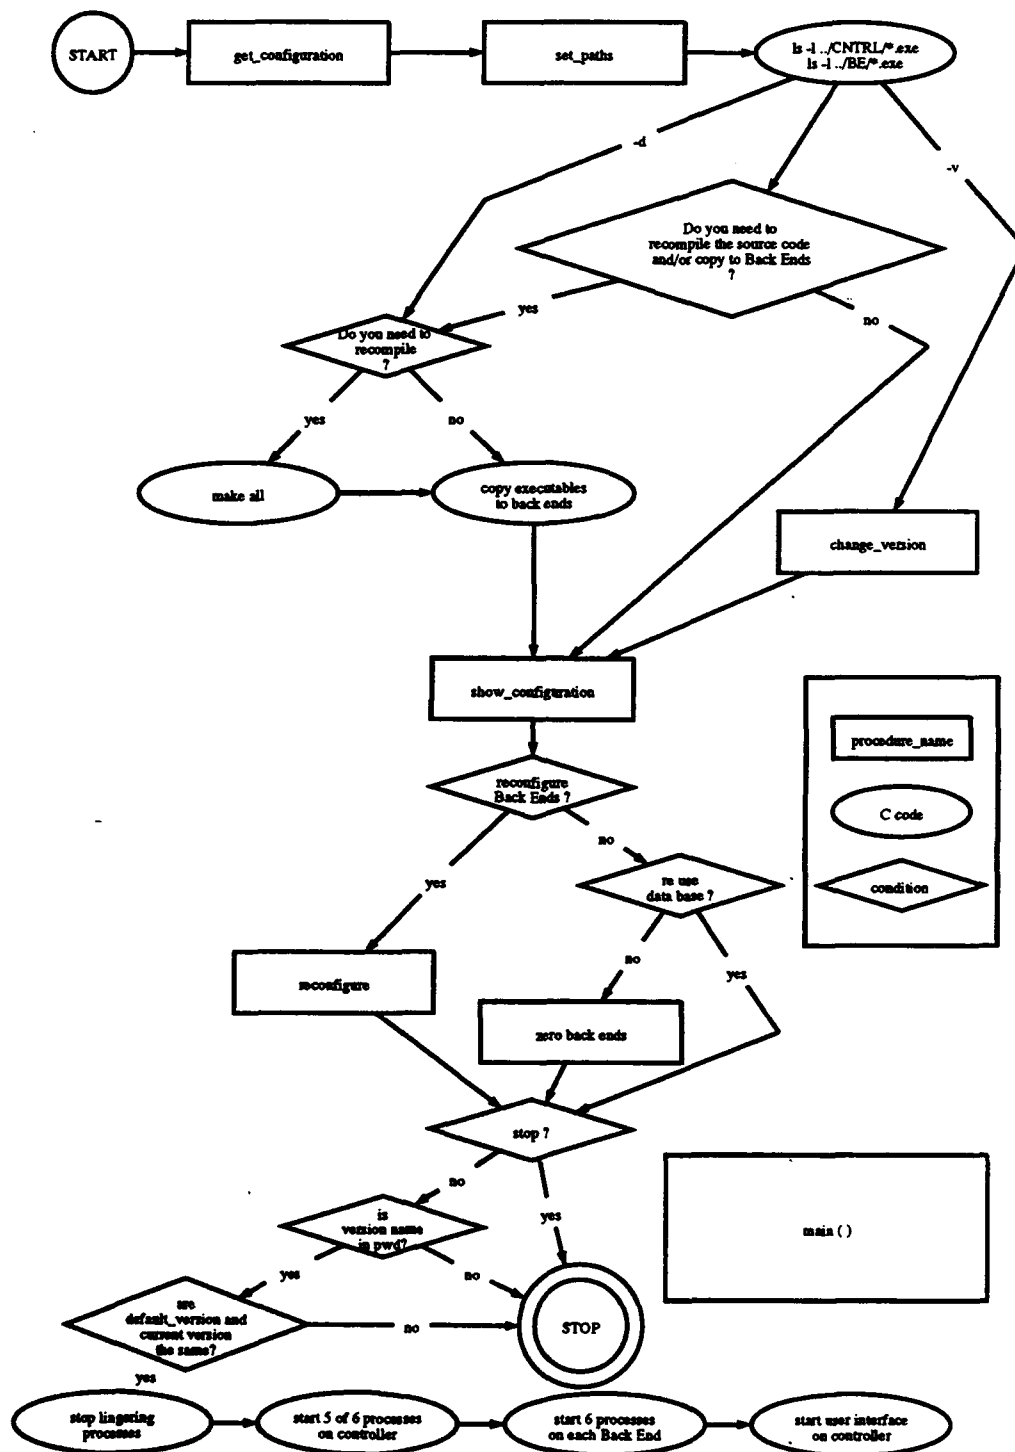 START
get_configuration
set_paths
ls -l ../CNTRL/*.exe
ls -l ../BE/*.exe
-d
-v
Do you need to
recompile the source code
and/or copy to Back Ends
?
yes
no
Do you need to
recompile
?
yes
no
make all
copy executables
to back ends
change_version
show_configuration
procedure_name
reconfigure
Back Ends ?
C code
no
yes
re use
data base ?
condition
no
yes
reconfigure
zero back ends
stop ?
no
yes
is
version name
in pwd?
main ( )
yes
no
are
default_version and
current version
the same?
no
STOP
yes
stop lingering
processes
start 5 of 6 processes
on controller
start 6 processes
on each Back End
start user interface
on controller